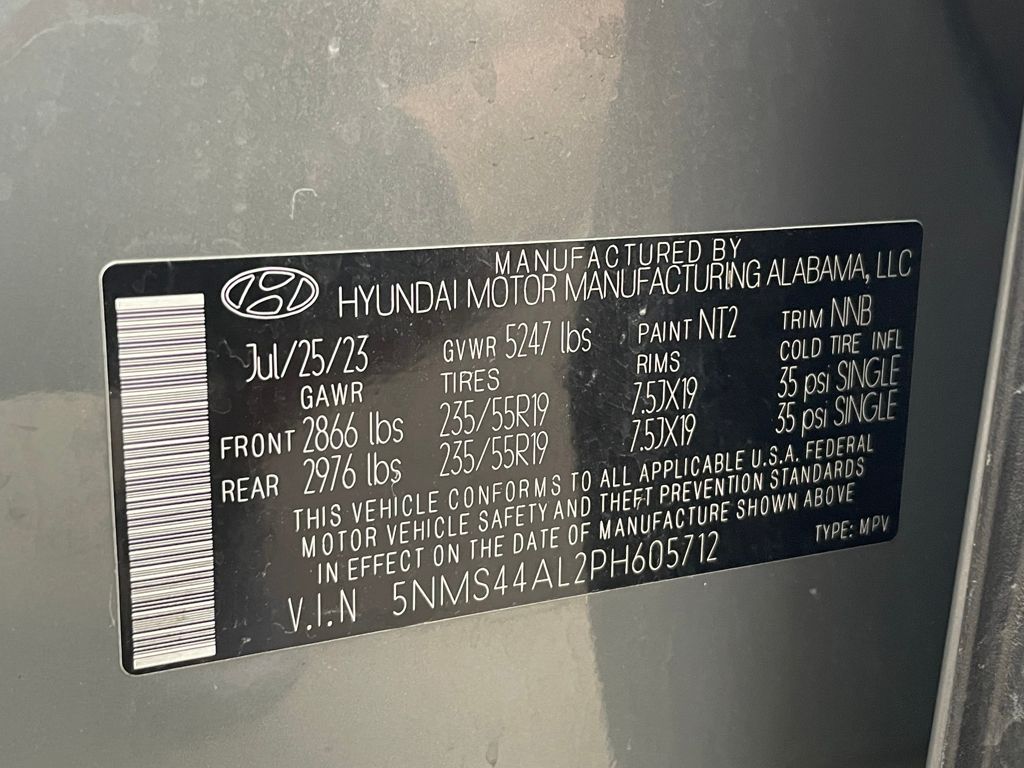 MANUFACTURED BY
HYUNDAI MOTOR MANUFACTURING ALABAMA, LLC
Jul/25/23 GVWR 5247 lbs PAINT NT2 TRIM NNB
GAWR TIRES RIMS COLD TIRE INFL
FRONT 2866 lbs 235/55R19 7.5JX19 35 psi SINGLE
REAR 2976 lbs 235/55R19 7.5JX19 35 psi SINGLE
THIS VEHICLE CONFORMS TO ALL APPLICABLE U.S.A. FEDERAL
MOTOR VEHICLE SAFETY AND THEFT PREVENTION STANDARDS
IN EFFECT ON THE DATE OF MANUFACTURE SHOWN ABOVE
V.I.N 5NMS44AL2PH605712 TYPE: MPV